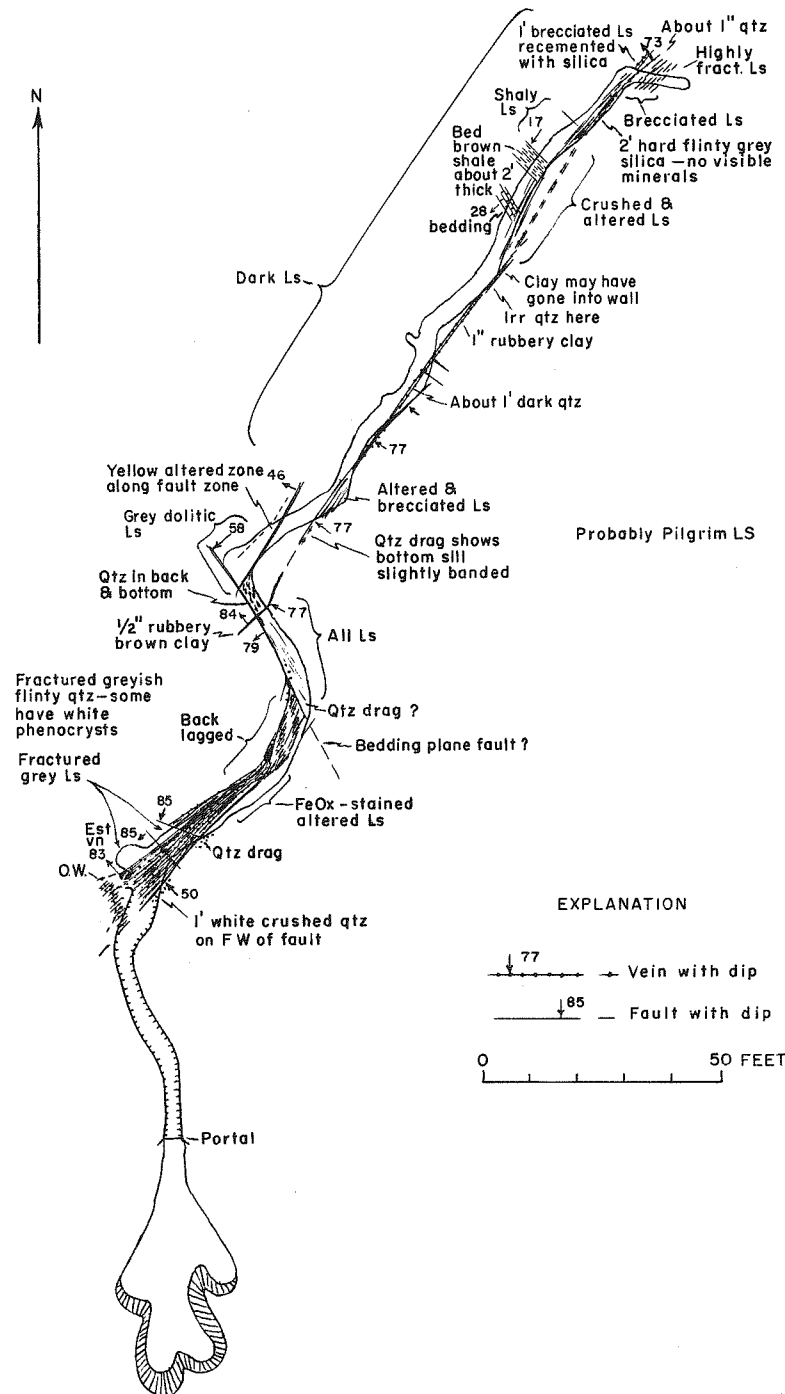 1' brecciated Ls
recemented
with silica
73
About 1" qtz
Highly
fract. Ls
N
Shaly
Ls
17
Brecciated Ls
Bed
brown
shale
about 2'
thick
2' hard flinty grey
silica — no visible
minerals
28
bedding
Crushed &
altered Ls
Dark Ls
Clay may have
gone into wall
Irr qtz here
1" rubbery clay
About 1' dark qtz
77
Yellow altered zone
along fault zone
46
Altered &
brecciated Ls
Grey dolitic
Ls
58
77
Qtz drag shows
bottom sill
slightly banded
Probably Pilgrim LS
Qtz in back
& bottom
84
77
½" rubbery
brown clay
79
All Ls
Fractured greyish
flinty qtz—some
have white
phenocrysts
Back
lagged
Qtz drag ?
Bedding plane fault ?
Fractured
grey Ls
85
FeOx-stained
altered Ls
85
Est
vn
83
Qtz drag
O.W.
50
1' white crushed qtz
on FW of fault
EXPLANATION
77
Vein with dip
85
Fault with dip
0 50 FEET
Portal